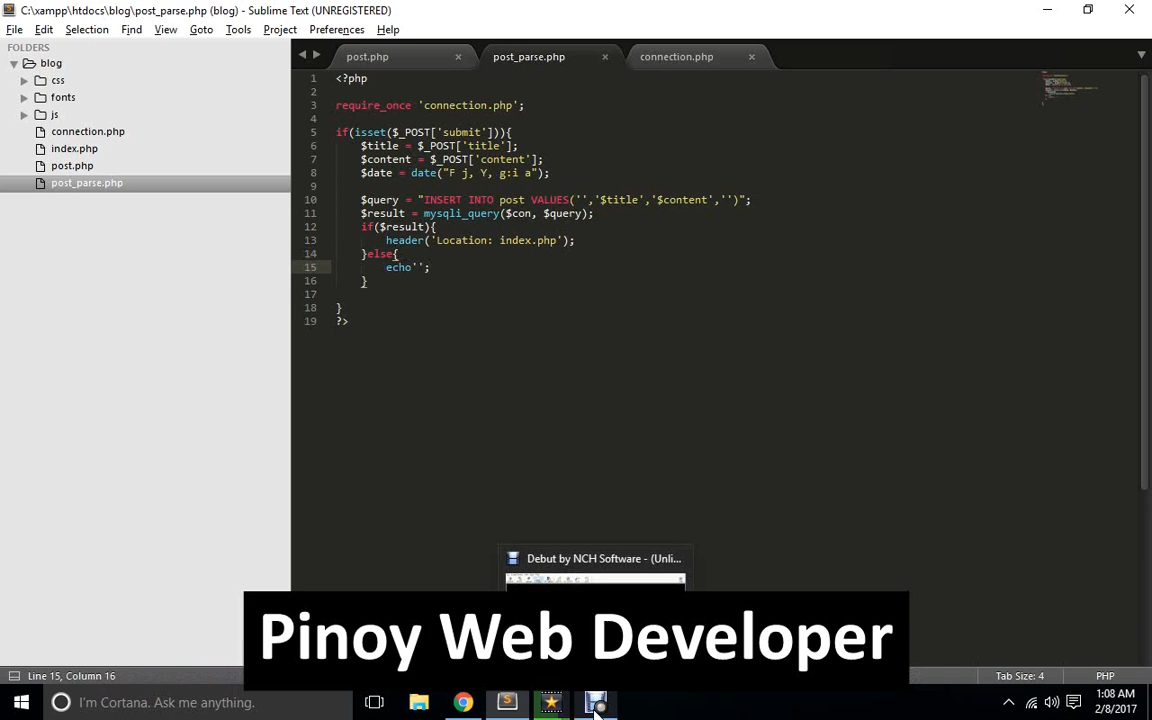 C:\xampp\htdocs\blog\post_parse.php (blog) - Sublime Text (UNREGISTERED)
File Edit Selection Find View Goto Tools Project Preferences Help
FOLDERS
blog
css
fonts
js
connection.php
index.php
post.php
post_parse.php
post.php × post_parse.php × connection.php ×
1 <?php
2
3 require_once 'connection.php';
4
5 if(isset($_POST['submit'])){
6 $title = $_POST['title'];
7 $content = $_POST['content'];
8 $date = date("F j, Y, g:i a");
9
10 $query = "INSERT INTO post VALUES('','$title','$content','')";
11 $result = mysqli_query($con, $query);
12 if($result){
13 header('Location: index.php');
14 }else{
15 echo'';
16 }
17
18 }
19 ?>
Debut by NCH Software - (Unli...
Pinoy Web Developer
Line 15, Column 16 Tab Size: 4 PHP
I'm Cortana. Ask me anything.
1:08 AM
2/8/2017